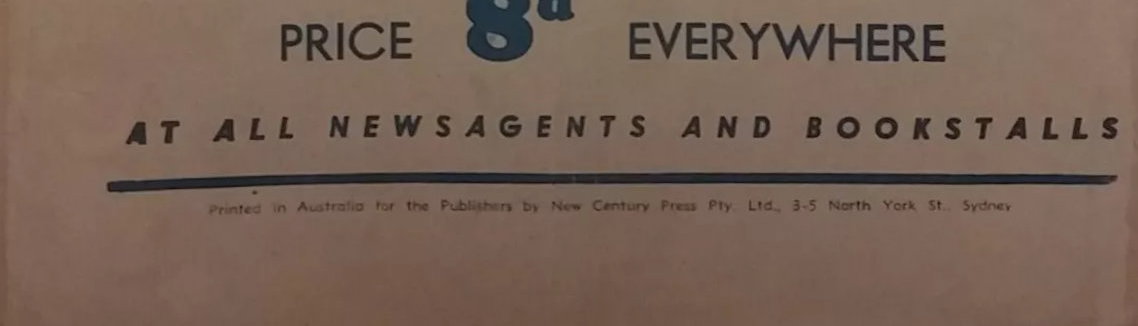 PRICE 8d EVERYWHERE
AT ALL NEWSAGENTS AND BOOKSTALLS
Printed in Australia for the Publishers by New Century Press Pty. Ltd., 3-5 North York St., Sydney